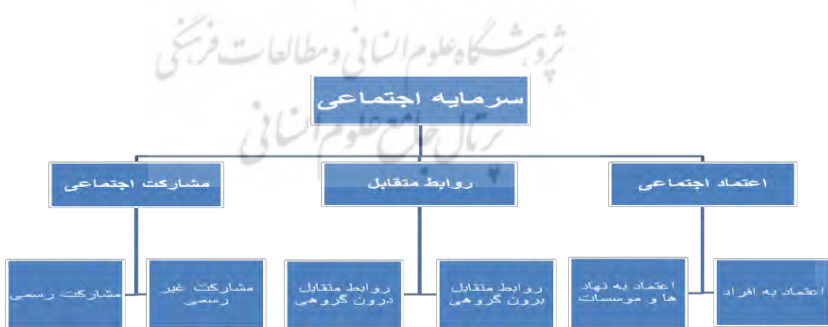 پژوهشگاه علوم انسانی و مطالعات فرهنگی
سرمایه اجتماعی
پرتال جامع علوم انسانی
اعتماد اجتماعی
روابط متقابل
مشارکت اجتماعی
اعتماد به افراد
اعتماد به نهاد
ها و موسسات
روابط متقابل
برون گروهی
روابط متقابل
درون گروهی
مشارکت غیر
رسمی
مشارکت رسمی